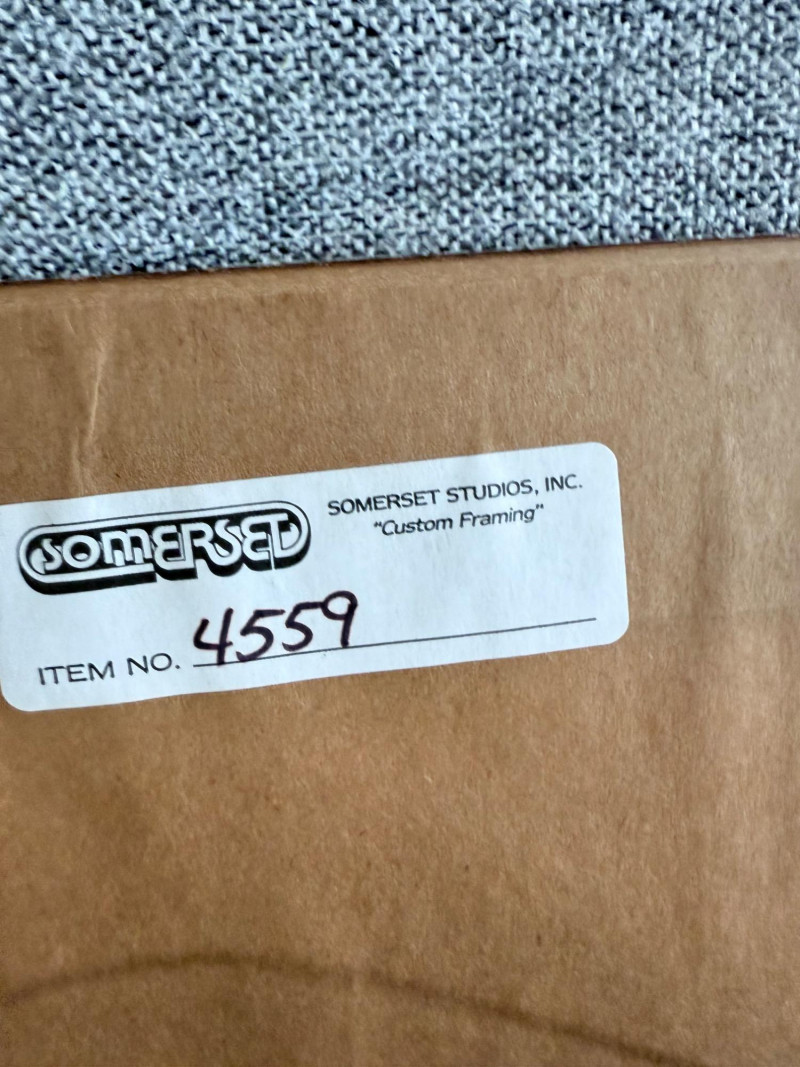 SOMERSET
SOMERSET STUDIOS, INC.
"Custom Framing"
ITEM NO. 4559